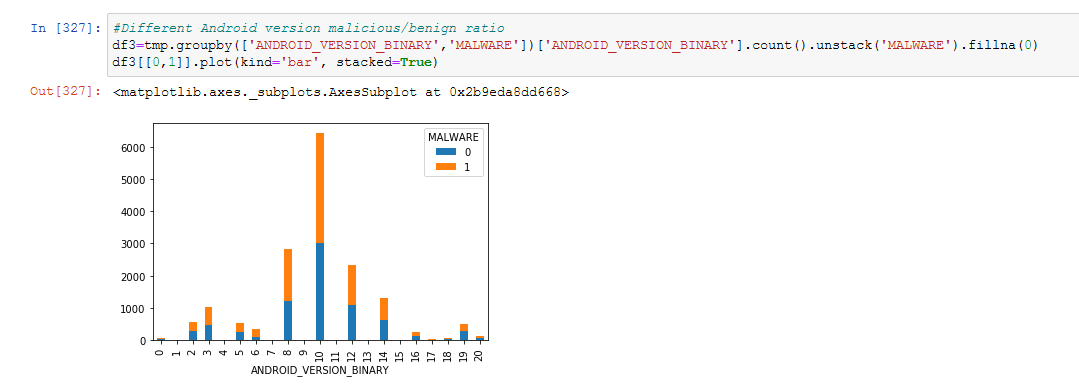 In [327]: #Different Android version malicious/benign ratio
df3=tmp.groupby(['ANDROID_VERSION_BINARY','MALWARE'])['ANDROID_VERSION_BINARY'].count().unstack('MALWARE').fillna(0)
df3[[0,1]].plot(kind='bar', stacked=True)
Out[327]: <matplotlib.axes._subplots.AxesSubplot at 0x2b9eda8dd668>
MALWARE
0
1
6000
5000
4000
3000
2000
1000
0
0 1 2 3 4 5 6 7 8 9 10 11 12 13 14 15 16 17 18 19 20
ANDROID_VERSION_BINARY